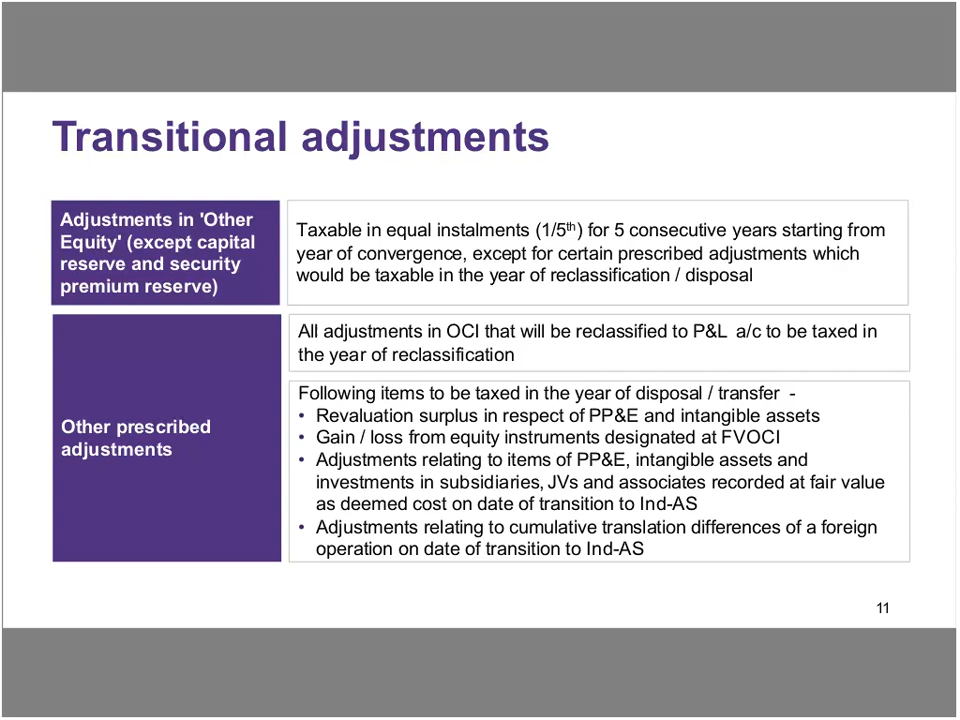 Transitional adjustments
Adjustments in 'Other
Equity' (except capital
reserve and security
premium reserve)
Taxable in equal instalments (1/5th) for 5 consecutive years starting from
year of convergence, except for certain prescribed adjustments which
would be taxable in the year of reclassification / disposal
Other prescribed
adjustments
All adjustments in OCI that will be reclassified to P&L a/c to be taxed in
the year of reclassification
Following items to be taxed in the year of disposal / transfer -
• Revaluation surplus in respect of PP&E and intangible assets
• Gain / loss from equity instruments designated at FVOCI
• Adjustments relating to items of PP&E, intangible assets and
investments in subsidiaries, JVs and associates recorded at fair value
as deemed cost on date of transition to Ind-AS
• Adjustments relating to cumulative translation differences of a foreign
operation on date of transition to Ind-AS
11